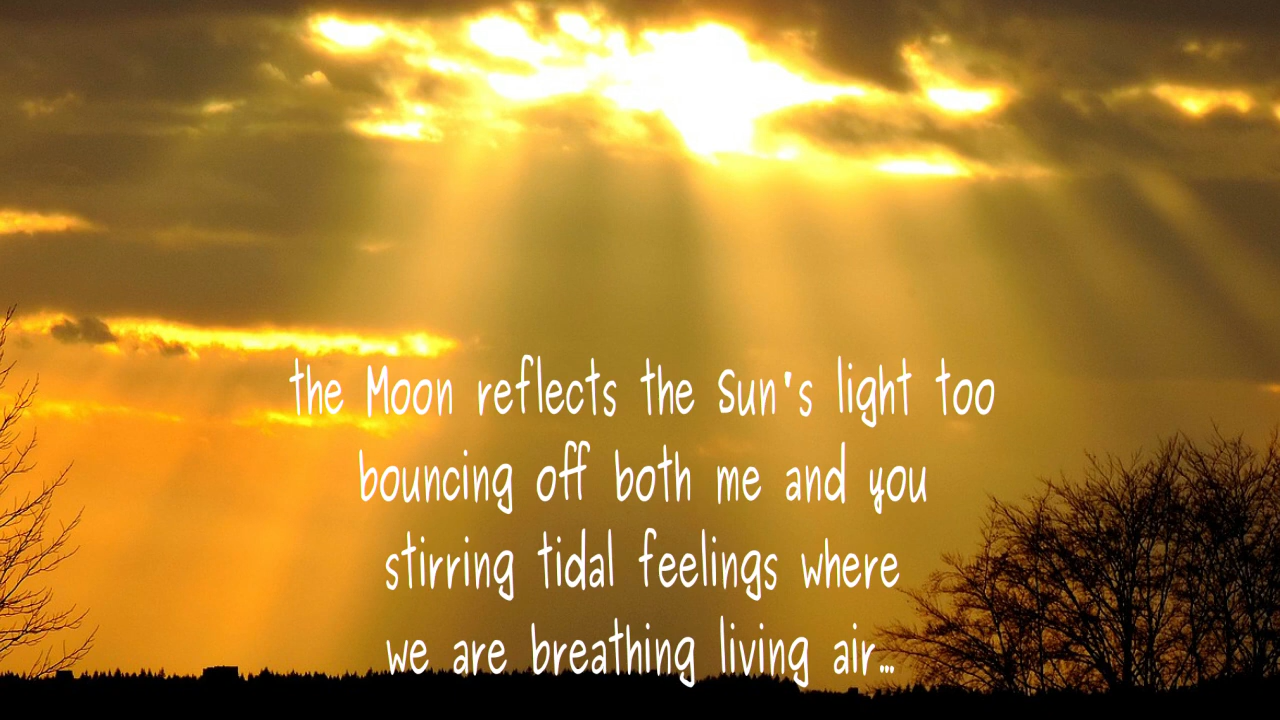 the Moon reflects the Sun's light too
bouncing off both me and you
stirring tidal feelings where
we are breathing living air...